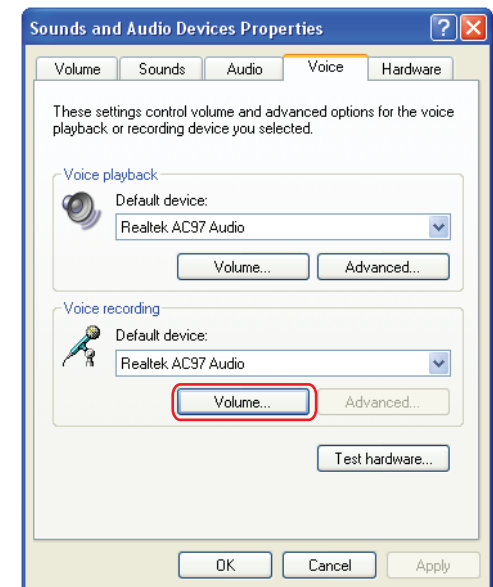 Sounds and Audio Devices Properties
?
Volume Sounds Audio Voice Hardware
These settings control volume and advanced options for the voice
playback or recording device you selected.
Voice playback
Default device:
Realtek AC97 Audio
Volume... Advanced...
Voice recording
Default device:
Realtek AC97 Audio
Volume... Advanced...
Test hardware...
OK Cancel Apply